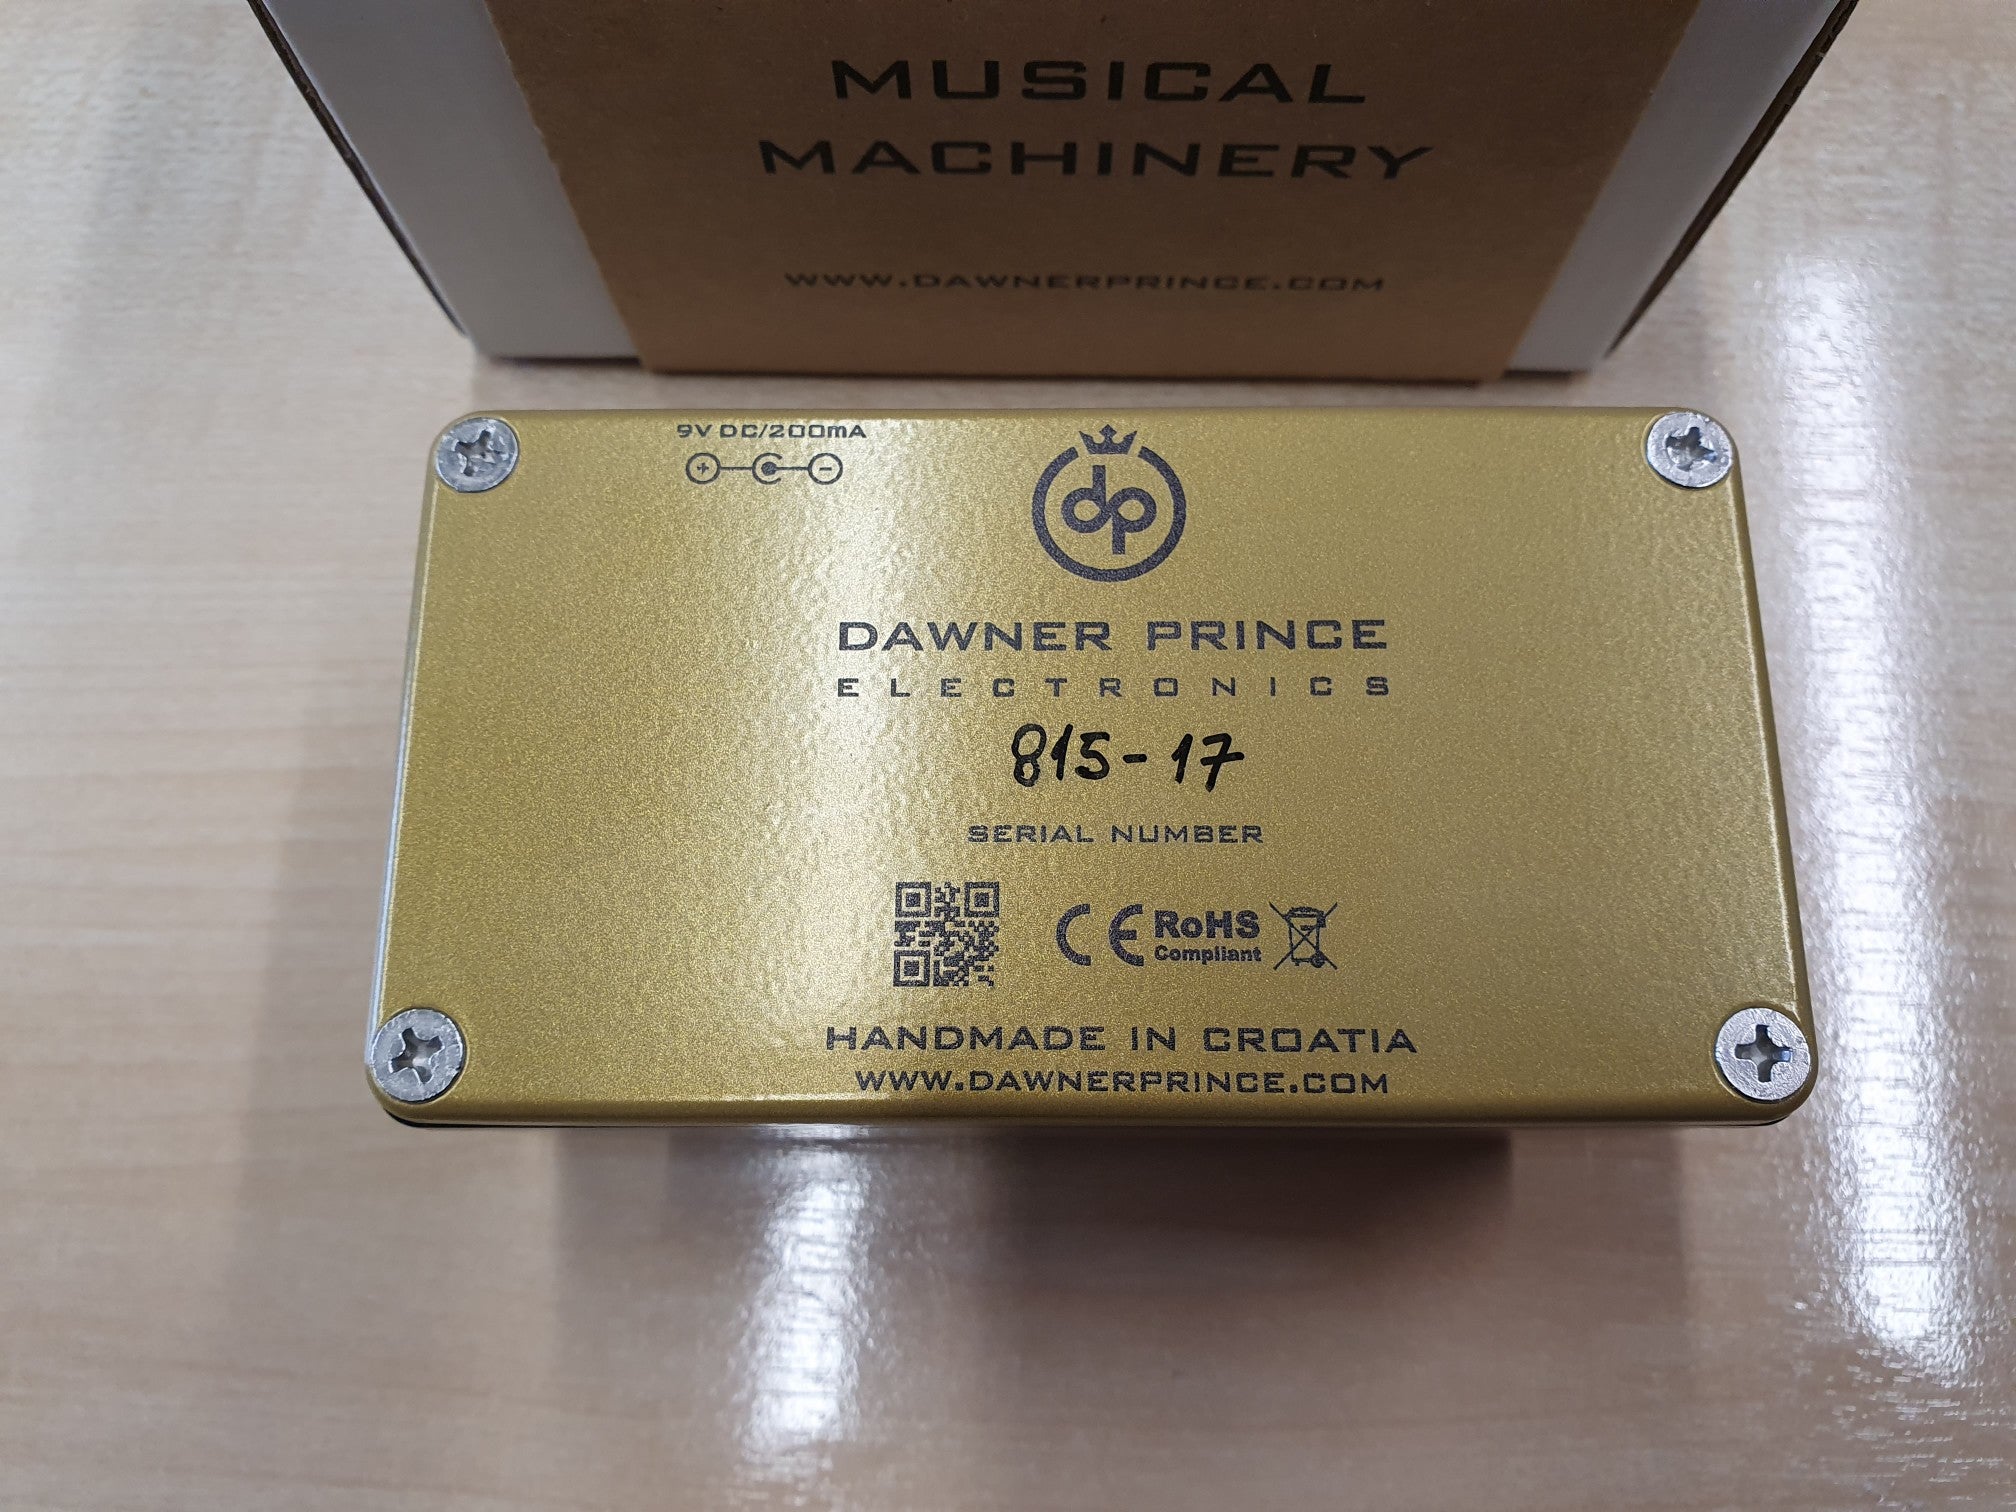 MUSICAL
MACHINERY
WWW.DAWNERPRINCE.COM
9V DC/200mA
+ -
dp
DAWNER PRINCE
ELECTRONICS
815-17
SERIAL NUMBER
CE RoHS
Compliant
HANDMADE IN CROATIA
WWW.DAWNERPRINCE.COM